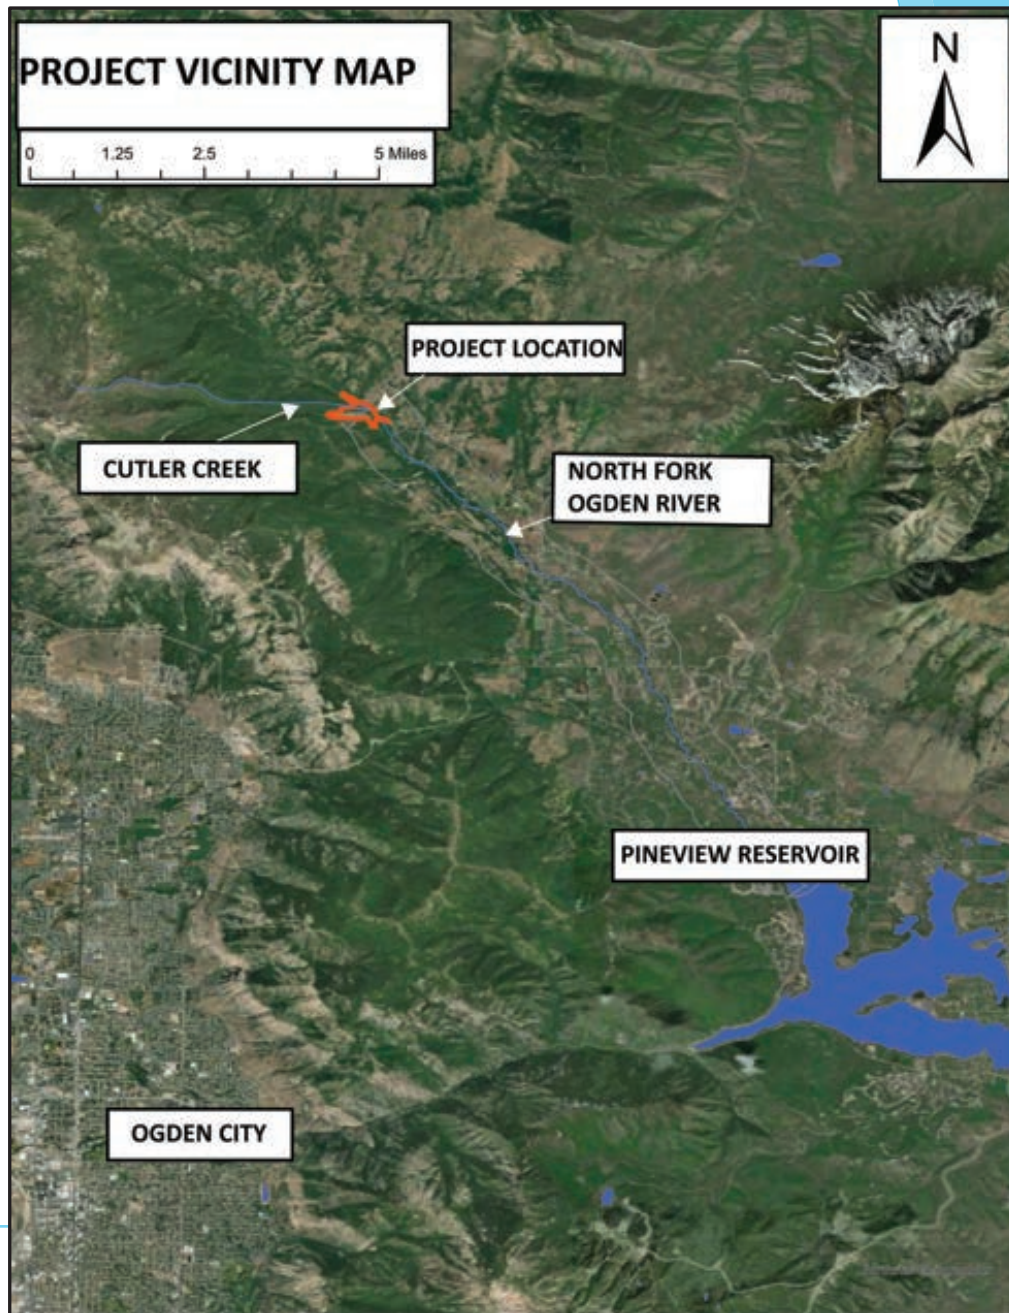 PROJECT VICINITY MAP
N
0 1.25 2.5 5 Miles
PROJECT LOCATION
CUTLER CREEK
NORTH FORK
OGDEN RIVER
PINEVIEW RESERVOIR
OGDEN CITY